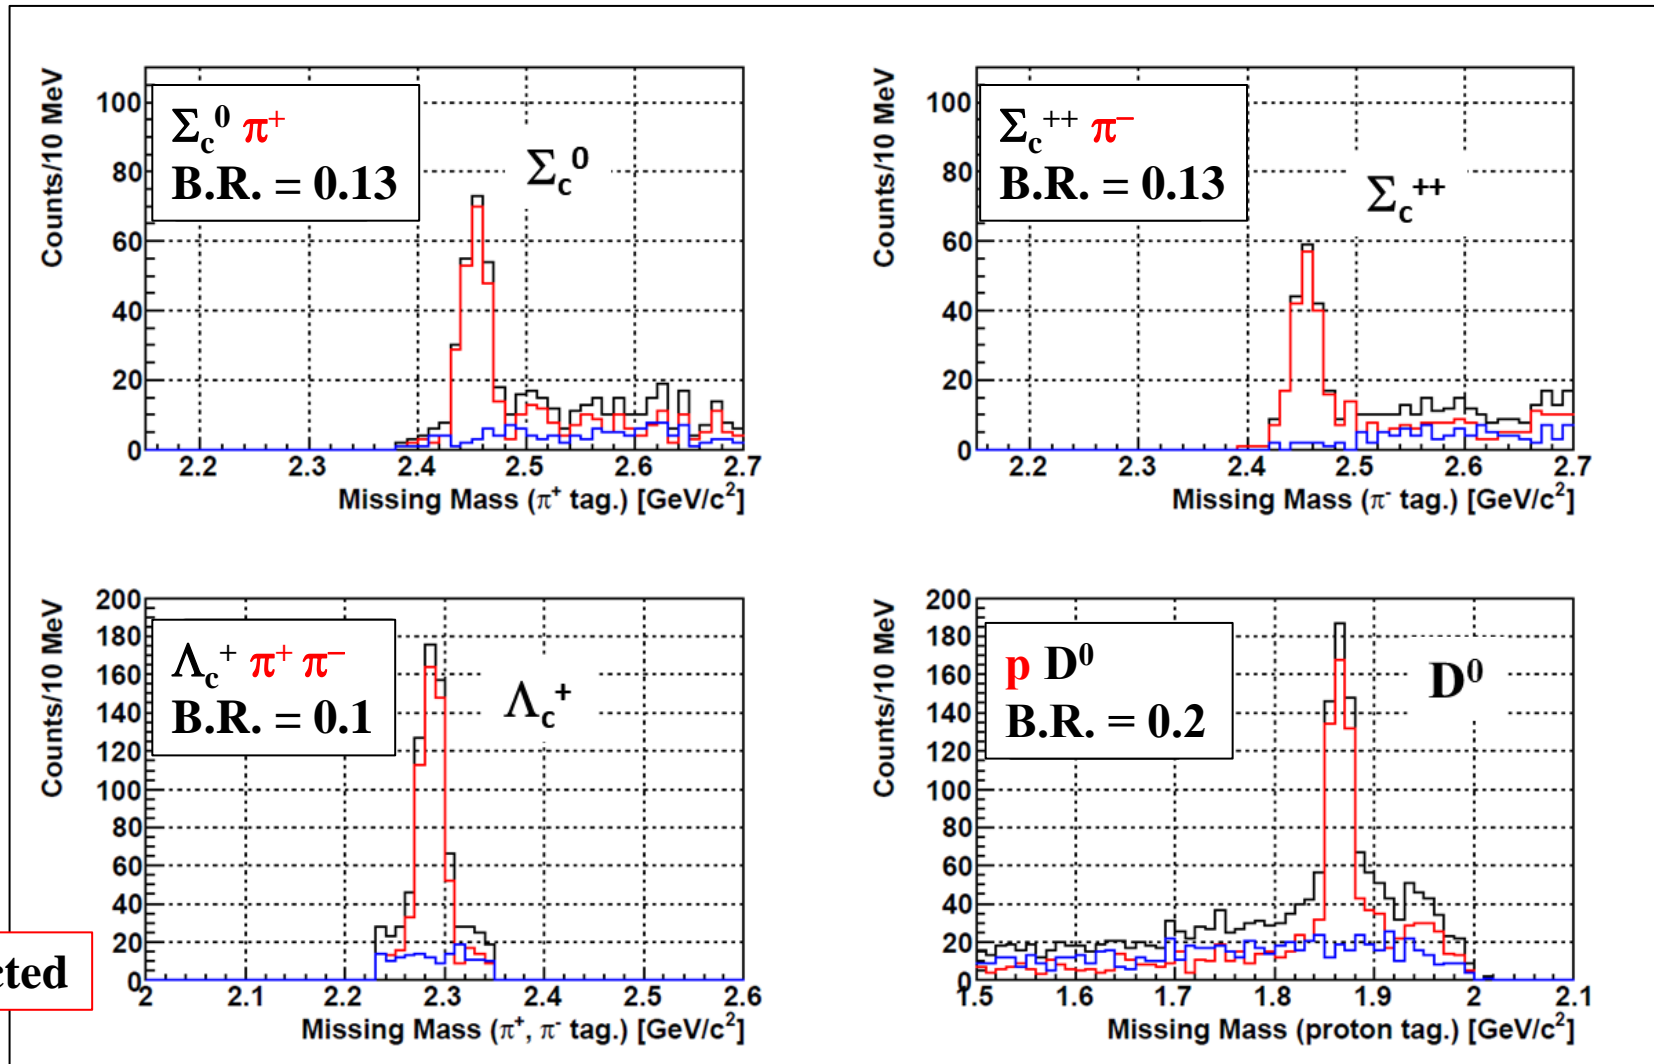 Counts/10 MeV
100
80
60
40
20
0
Σc0 π+
B.R. = 0.13
Σc0
2.2 2.3 2.4 2.5 2.6 2.7
Missing Mass (π+ tag.) [GeV/c2]
Counts/10 MeV
100
80
60
40
20
0
Σc++ π−
B.R. = 0.13
Σc++
2.2 2.3 2.4 2.5 2.6 2.7
Missing Mass (π- tag.) [GeV/c2]
Counts/10 MeV
200
180
160
140
120
100
80
60
40
20
0
Λc+ π+ π−
B.R. = 0.1
Λc+
2 2.1 2.2 2.3 2.4 2.5 2.6
Missing Mass (π+, π- tag.) [GeV/c2]
cted
Counts/10 MeV
200
180
160
140
120
100
80
60
40
20
0
p D0
B.R. = 0.2
D0
1.5 1.6 1.7 1.8 1.9 2 2.1
Missing Mass (proton tag.) [GeV/c2]